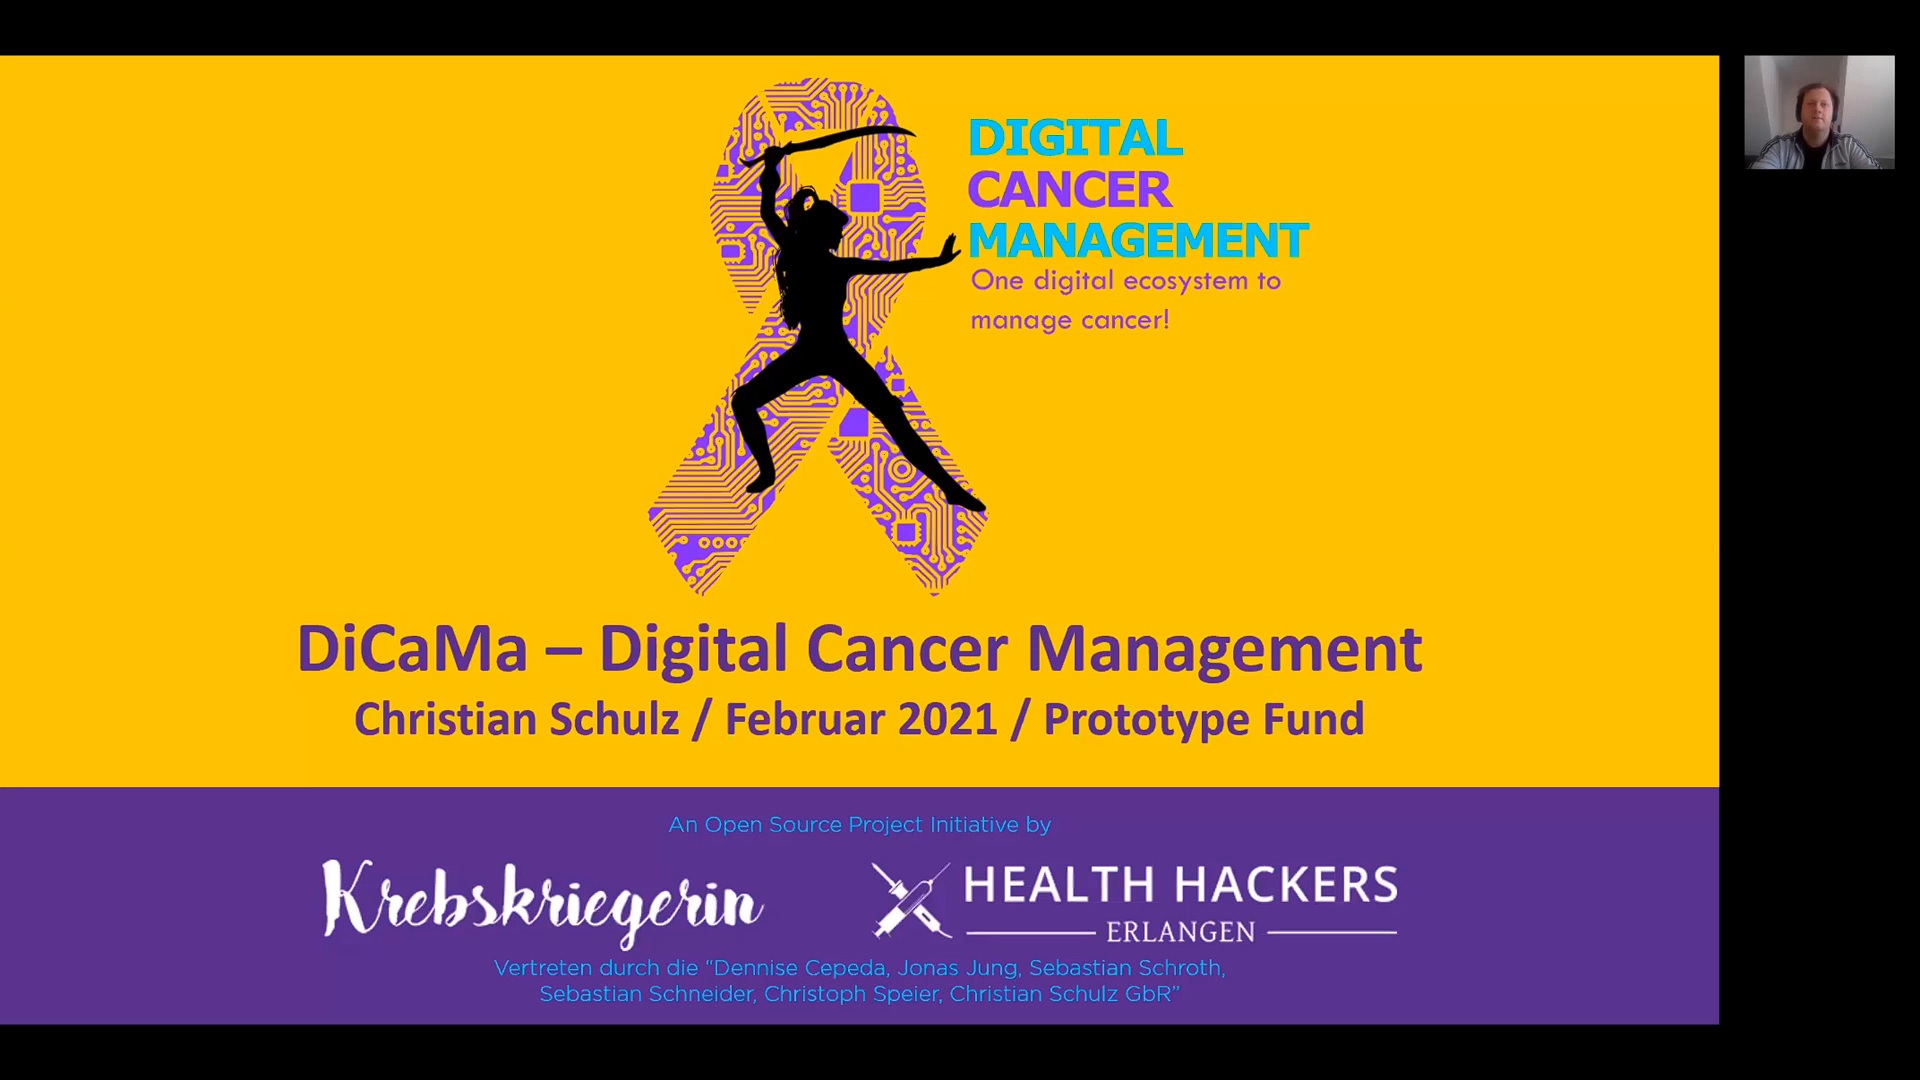 DIGITAL
CANCER
MANAGEMENT
One digital ecosystem to
manage cancer!
DiCaMa – Digital Cancer Management
Christian Schulz / Februar 2021 / Prototype Fund
An Open Source Project Initiative by
Krebskriegerin
HEALTH HACKERS
ERLANGEN
Vertreten durch die “Dennise Cepeda, Jonas Jung, Sebastian Schroth,
Sebastian Schneider, Christoph Speier, Christian Schulz GbR”